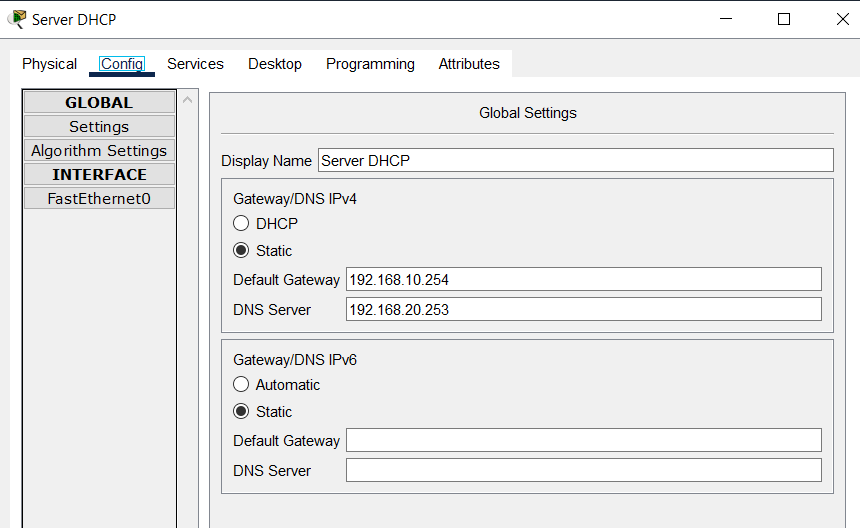 Server DHCP
Physical Config Services Desktop Programming Attributes
GLOBAL
Settings
Algorithm Settings
INTERFACE
FastEthernet0
Global Settings
Display Name Server DHCP
Gateway/DNS IPv4
DHCP
Static
Default Gateway 192.168.10.254
DNS Server 192.168.20.253
Gateway/DNS IPv6
Automatic
Static
Default Gateway
DNS Server